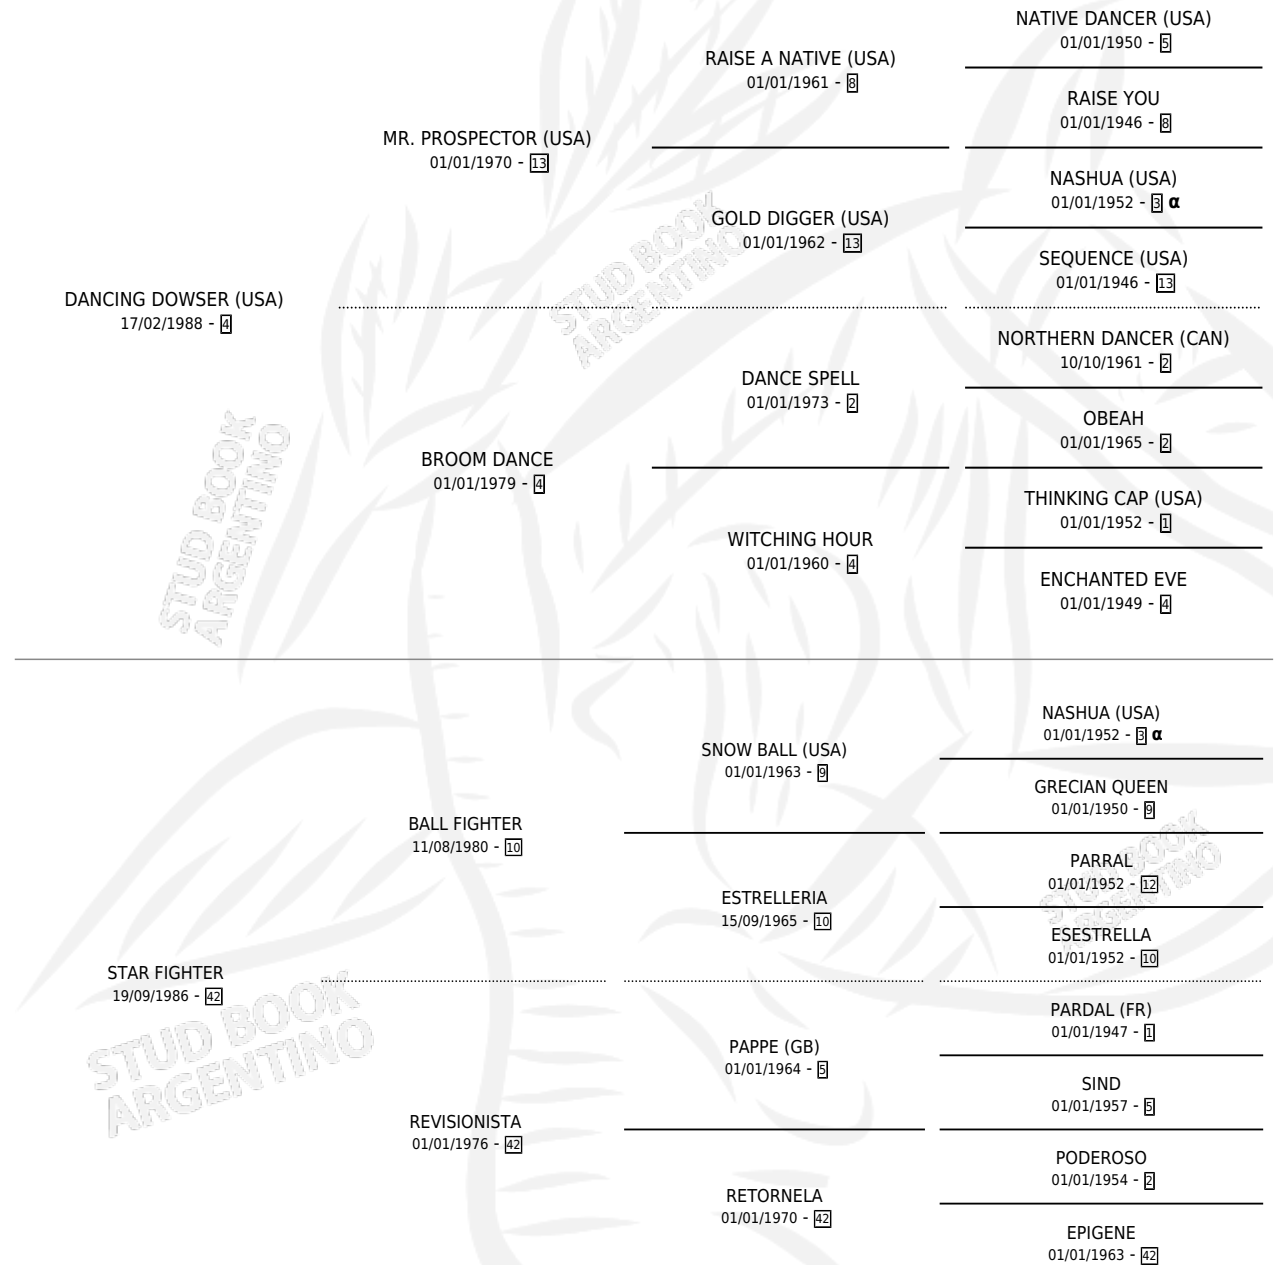 NATIVE DANCER (USA)
01/01/1950 - 5
RAISE A NATIVE (USA)
01/01/1961 - 8
RAISE YOU
01/01/1946 - 8
MR. PROSPECTOR (USA)
01/01/1970 - 13
NASHUA (USA)
01/01/1952 - 3 α
GOLD DIGGER (USA)
01/01/1962 - 13
SEQUENCE (USA)
01/01/1946 - 13
DANCING DOWSER (USA)
17/02/1988 - 4
NORTHERN DANCER (CAN)
10/10/1961 - 2
DANCE SPELL
01/01/1973 - 2
OBEAH
01/01/1965 - 2
BROOM DANCE
01/01/1979 - 4
THINKING CAP (USA)
01/01/1952 - 1
WITCHING HOUR
01/01/1960 - 4
ENCHANTED EVE
01/01/1949 - 4
NASHUA (USA)
01/01/1952 - 3 α
SNOW BALL (USA)
01/01/1963 - 9
GRECIAN QUEEN
01/01/1950 - 9
BALL FIGHTER
11/08/1980 - 10
PARRAL
01/01/1952 - 12
ESTRELLERIA
15/09/1965 - 10
ESESTRELLA
01/01/1952 - 10
STAR FIGHTER
19/09/1986 - 42
PARDAL (FR)
01/01/1947 - 1
PAPPE (GB)
01/01/1964 - 5
SIND
01/01/1957 - 5
REVISIONISTA
01/01/1976 - 42
PODEROSO
01/01/1954 - 2
RETORNELA
01/01/1970 - 42
EPIGENE
01/01/1963 - 42
STUD BOOK
ARGENTINO
STUD BOOK
ARGENTINO
STUD BOOK
ARGENTINO
STUD BOOK
ARGENTINO